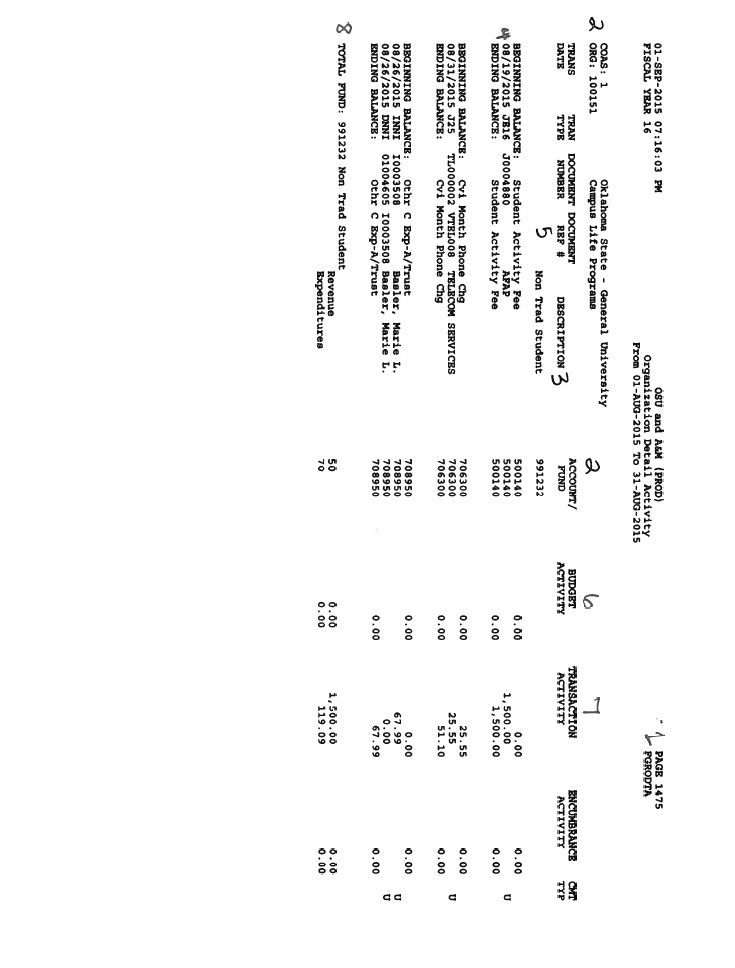 01-SEP-2015 07:16:03 PM OSU and A&M (PROD) 1 PAGE 1475
FISCAL YEAR 16 Organization Detail Activity FGRODTA
From 01-AUG-2015 To 31-AUG-2015
COAS: 1 Oklahoma State - General University
2 ORG: 100151 Campus Life Programs 2 6 7
TRANS TRAN DOCUMENT DOCUMENT ACCOUNT/ BUDGET TRANSACTION ENCUMBRANCE CMT
DATE TYPE NUMBER REF # DESCRIPTION 3 FUND ACTIVITY ACTIVITY ACTIVITY TYP
5 Non Trad Student 991232
BEGINNING BALANCE: Student Activity Fee 500140 0.00 0.00 0.00
4 08/19/2015 JE16 J0004880 AFAP 500140 1,500.00 U
ENDING BALANCE: Student Activity Fee 500140 0.00 1,500.00 0.00
BEGINNING BALANCE: Cvi Month Phone Chg 706300 0.00 25.55 0.00
08/31/2015 J25 TL000002 VTEL008 TELECOM SERVICES 706300 25.55 U
ENDING BALANCE: Cvi Month Phone Chg 706300 0.00 51.10 0.00
BEGINNING BALANCE: Othr C Exp-A/Trust 708950 0.00 0.00 0.00
08/26/2015 INNI I0003508 Basler, Marie L. 708950 67.99 U
08/26/2015 DNNI 01004605 I0003508 Basler, Marie L. 708950 0.00 U
ENDING BALANCE: Othr C Exp-A/Trust 708950 0.00 67.99 0.00
8 TOTAL FUND: 991232 Non Trad Student
Revenue 50 0.00 1,500.00 0.00
Expenditures 70 0.00 119.09 0.00